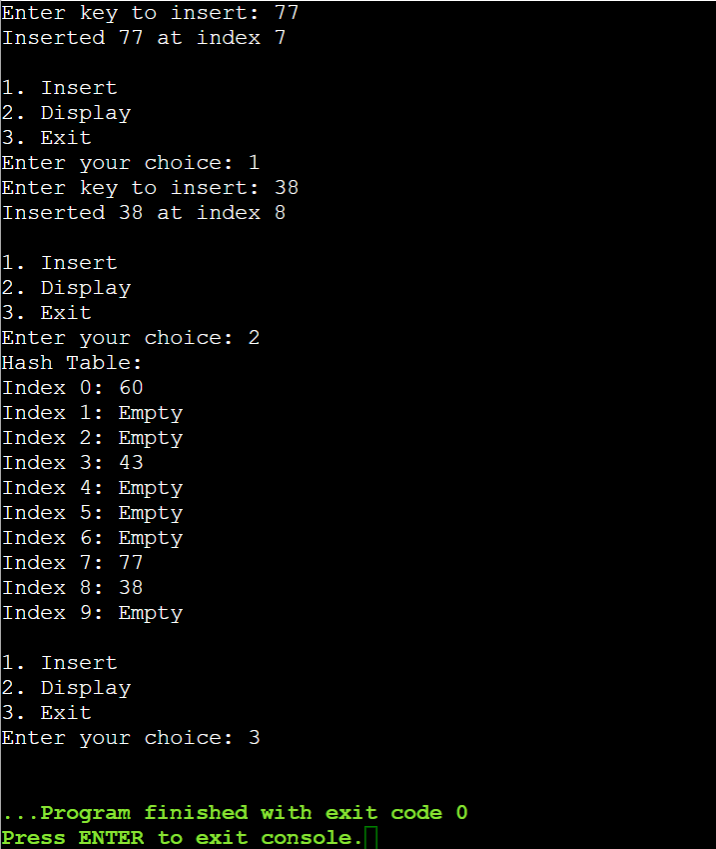 Enter key to insert: 77
Inserted 77 at index 7
1. Insert
2. Display
3. Exit
Enter your choice: 1
Enter key to insert: 38
Inserted 38 at index 8
1. Insert
2. Display
3. Exit
Enter your choice: 2
Hash Table:
Index 0: 60
Index 1: Empty
Index 2: Empty
Index 3: 43
Index 4: Empty
Index 5: Empty
Index 6: Empty
Index 7: 77
Index 8: 38
Index 9: Empty
1. Insert
2. Display
3. Exit
Enter your choice: 3
...Program finished with exit code 0
Press ENTER to exit console.